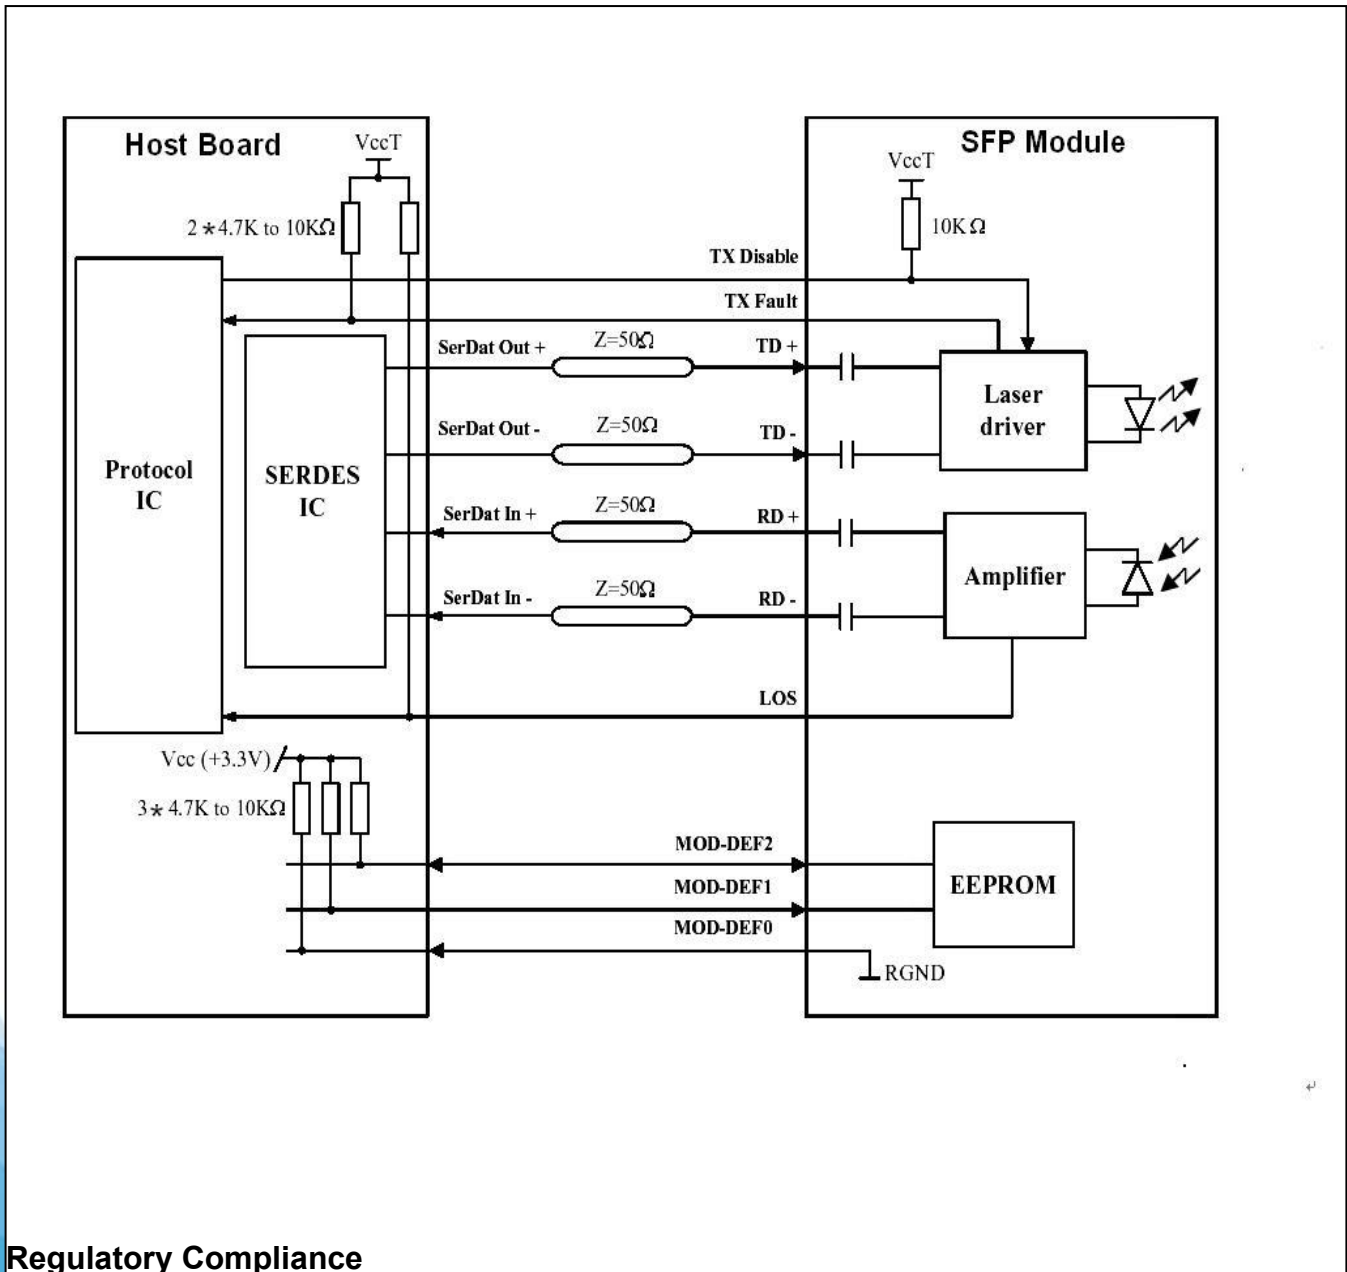 Host Board
VccT
2*4.7K to 10KΩ
SFP Module
VccT
10KΩ
TX Disable
TX Fault
SerDat Out +
Z=50Ω
TD +
SerDat Out -
Z=50Ω
TD -
Laser
driver
Protocol
IC
SERDES
IC
SerDat In +
Z=50Ω
RD +
SerDat In -
Z=50Ω
RD -
Amplifier
LOS
Vcc (+3.3V)
3* 4.7K to 10KΩ
MOD-DEF2
MOD-DEF1
MOD-DEF0
EEPROM
RGND
Regulatory Compliance